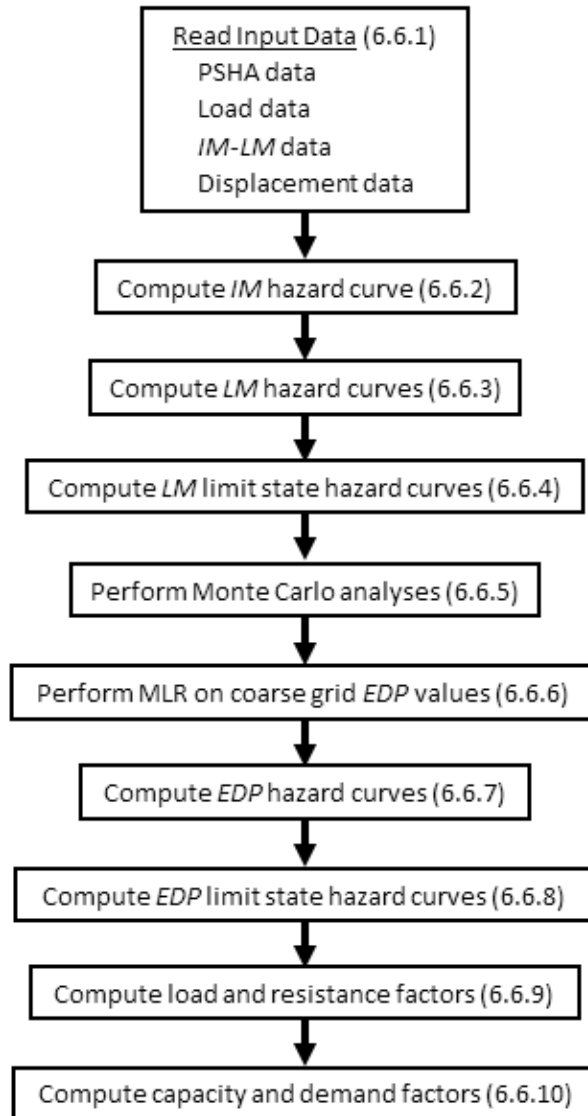 Read Input Data (6.6.1)
PSHA data
Load data
IM-LM data
Displacement data
Compute IM hazard curve (6.6.2)
Compute LM hazard curves (6.6.3)
Compute LM limit state hazard curves (6.6.4)
Perform Monte Carlo analyses (6.6.5)
Perform MLR on coarse grid EDP values (6.6.6)
Compute EDP hazard curves (6.6.7)
Compute EDP limit state hazard curves (6.6.8)
Compute load and resistance factors (6.6.9)
Compute capacity and demand factors (6.6.10)